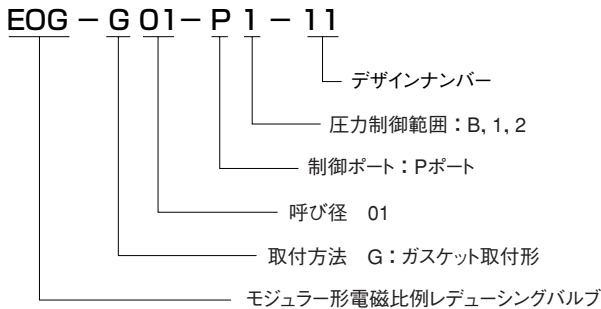 EOG－G01－P1－11
デザインナンバー
圧力制御範囲：B, 1, 2
制御ポート：Pポート
呼び径　01
取付方法　G：ガスケット取付形
モジュラー形電磁比例レデューシングバルブ